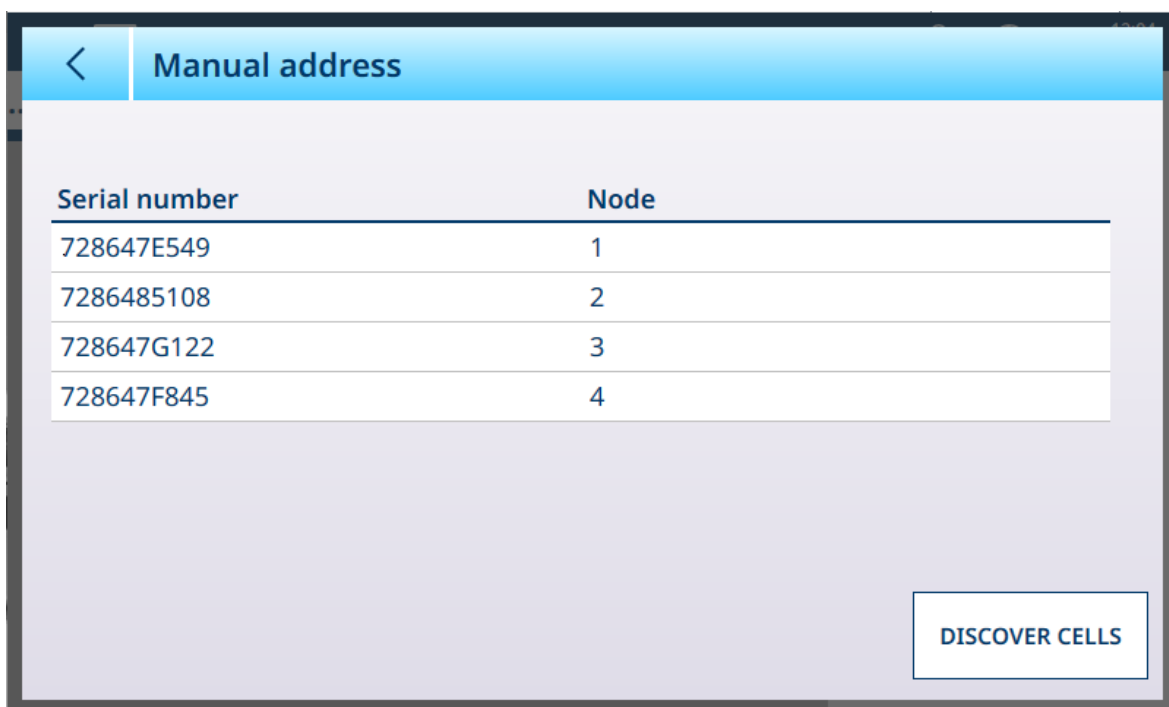 Manual address
Serial number Node
728647E549 1
7286485108 2
728647G122 3
728647F845 4
DISCOVER CELLS